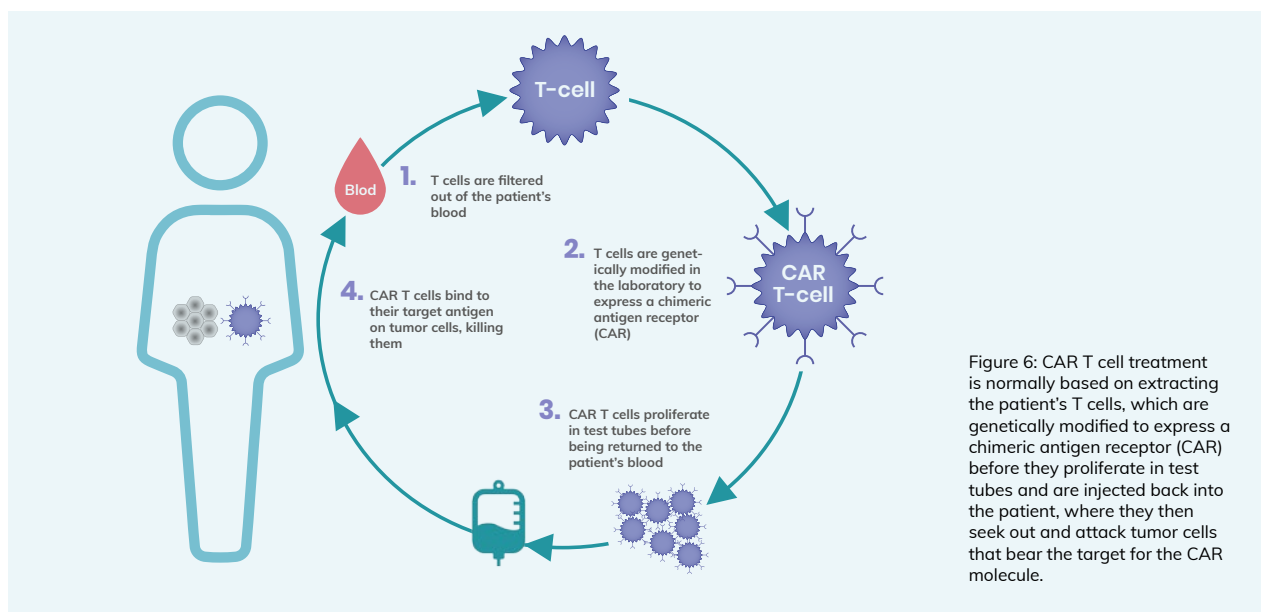 T-cell
Blod
1.
T cells are filtered
out of the patient's
blood
2.
T cells are genet-
ically modified in
the laboratory to
express a chimeric
antigen receptor
(CAR)
CAR
T-cell
3.
CAR T cells proliferate
in test tubes before
being returned to the
patient's blood
4.
CAR T cells bind to
their target antigen
on tumor cells, killing
them
Figure 6: CAR T cell treatment
is normally based on extracting
the patient's T cells, which are
genetically modified to express a
chimeric antigen receptor (CAR)
before they proliferate in test
tubes and are injected back into
the patient, where they then
seek out and attack tumor cells
that bear the target for the CAR
molecule.